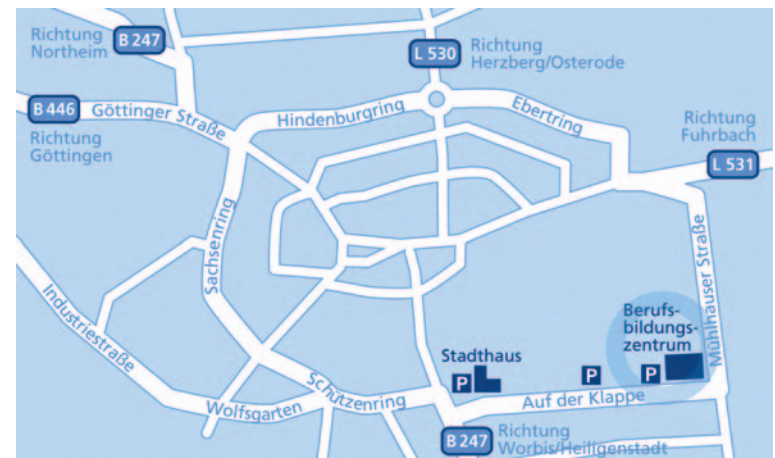 Richtung
Northeim
B 247
L 530
Richtung
Herzberg/Osterode
B 446
Göttinger Straße
Richtung
Göttingen
Hindenburgring
Ebertring
Richtung
Fuhrbach
L 531
Sachsenring
Industriestraße
Mühlhauser Straße
Berufs-
bildungs-
zentrum
Stadthaus
P
P
P
Schützenring
Wolfsgarten
Auf der Klappe
B 247
Richtung
Worbis/Heiligenstadt